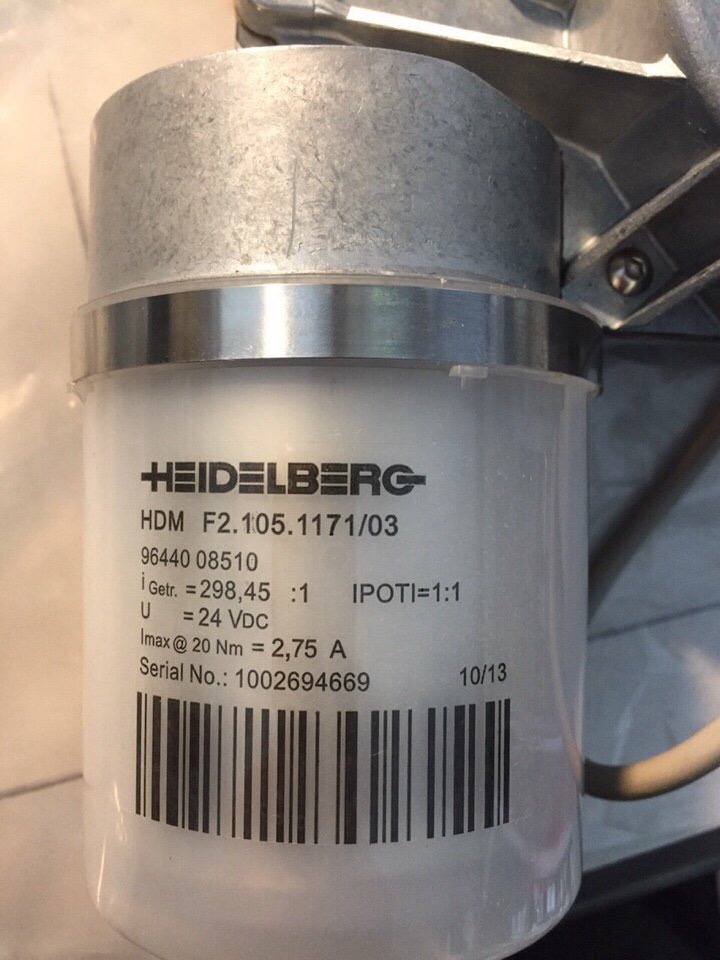 HEIDELBERG
HDM F2.105.1171/03
96440 08510
i Getr. = 298,45 :1 IPOTI=1:1
U = 24 VDC
Imax @ 20 Nm = 2,75 A
Serial No.: 1002694669 10/13